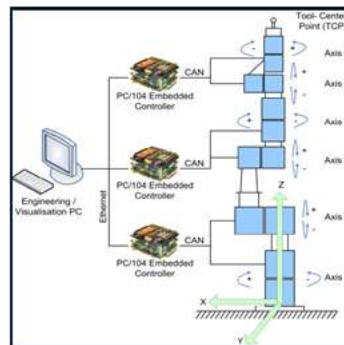 Tool- Center
Point (TCP
Axis
CAN
Axis
PC/104 Embedded
Controller
Axis
CAN
Axis
PC/104 Embedded
Controller
Engineering /
Visualisation PC
Ethernet
Z
Axis
CAN
PC/104 Embedded
Controller
Axis
X
Y